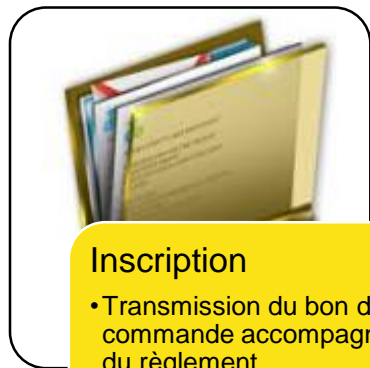 Inscription
•Transmission du bon d
commande accompagn
du règlement